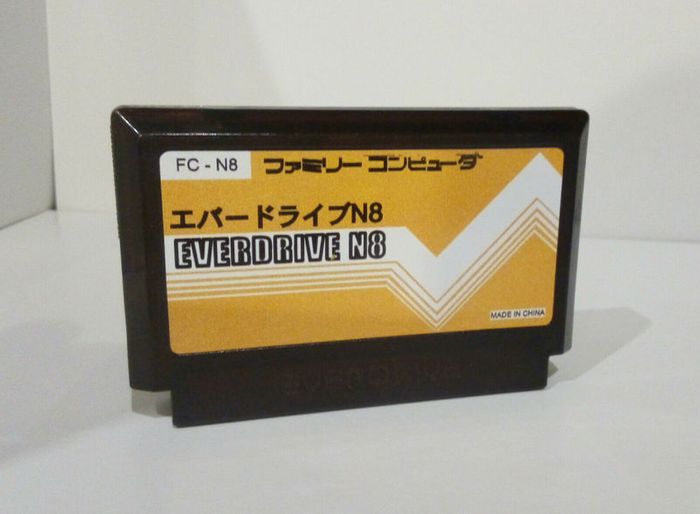 FC - N8 ファミリーコンピュータ
エバードライブN8
EVERDRIVE N8
MADE IN CHINA
EVERDRIVE